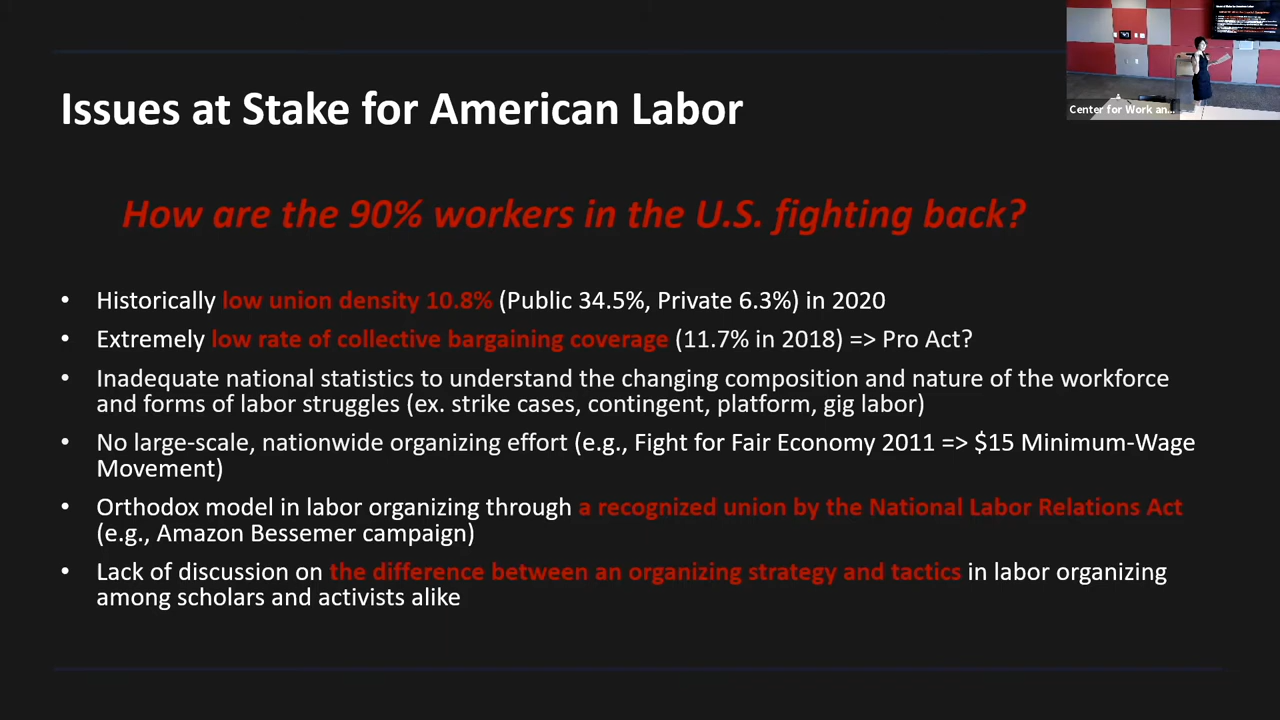 Issues at Stake for American Labor
Center for Work an...
How are the 90% workers in the U.S. fighting back?
• Historically low union density 10.8% (Public 34.5%, Private 6.3%) in 2020
• Extremely low rate of collective bargaining coverage (11.7% in 2018) => Pro Act?
• Inadequate national statistics to understand the changing composition and nature of the workforce
and forms of labor struggles (ex. strike cases, contingent, platform, gig labor)
• No large-scale, nationwide organizing effort (e.g., Fight for Fair Economy 2011 => $15 Minimum-Wage
Movement)
• Orthodox model in labor organizing through a recognized union by the National Labor Relations Act
(e.g., Amazon Bessemer campaign)
• Lack of discussion on the difference between an organizing strategy and tactics in labor organizing
among scholars and activists alike